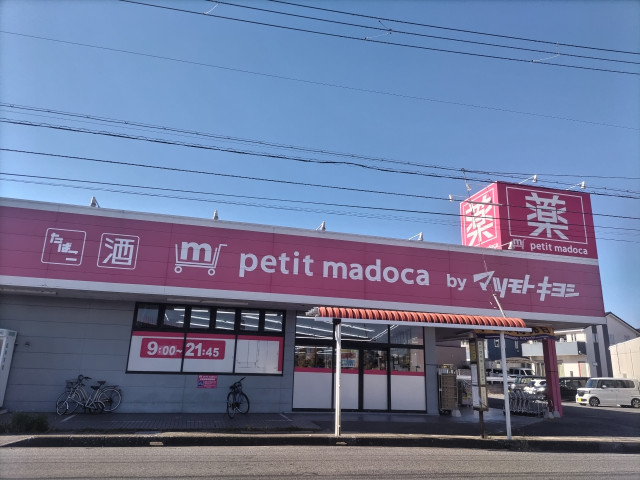 薬
薬
m petit madoca
たばこ
酒
m petit madoca by マツモトキヨシ
9:00~21:45